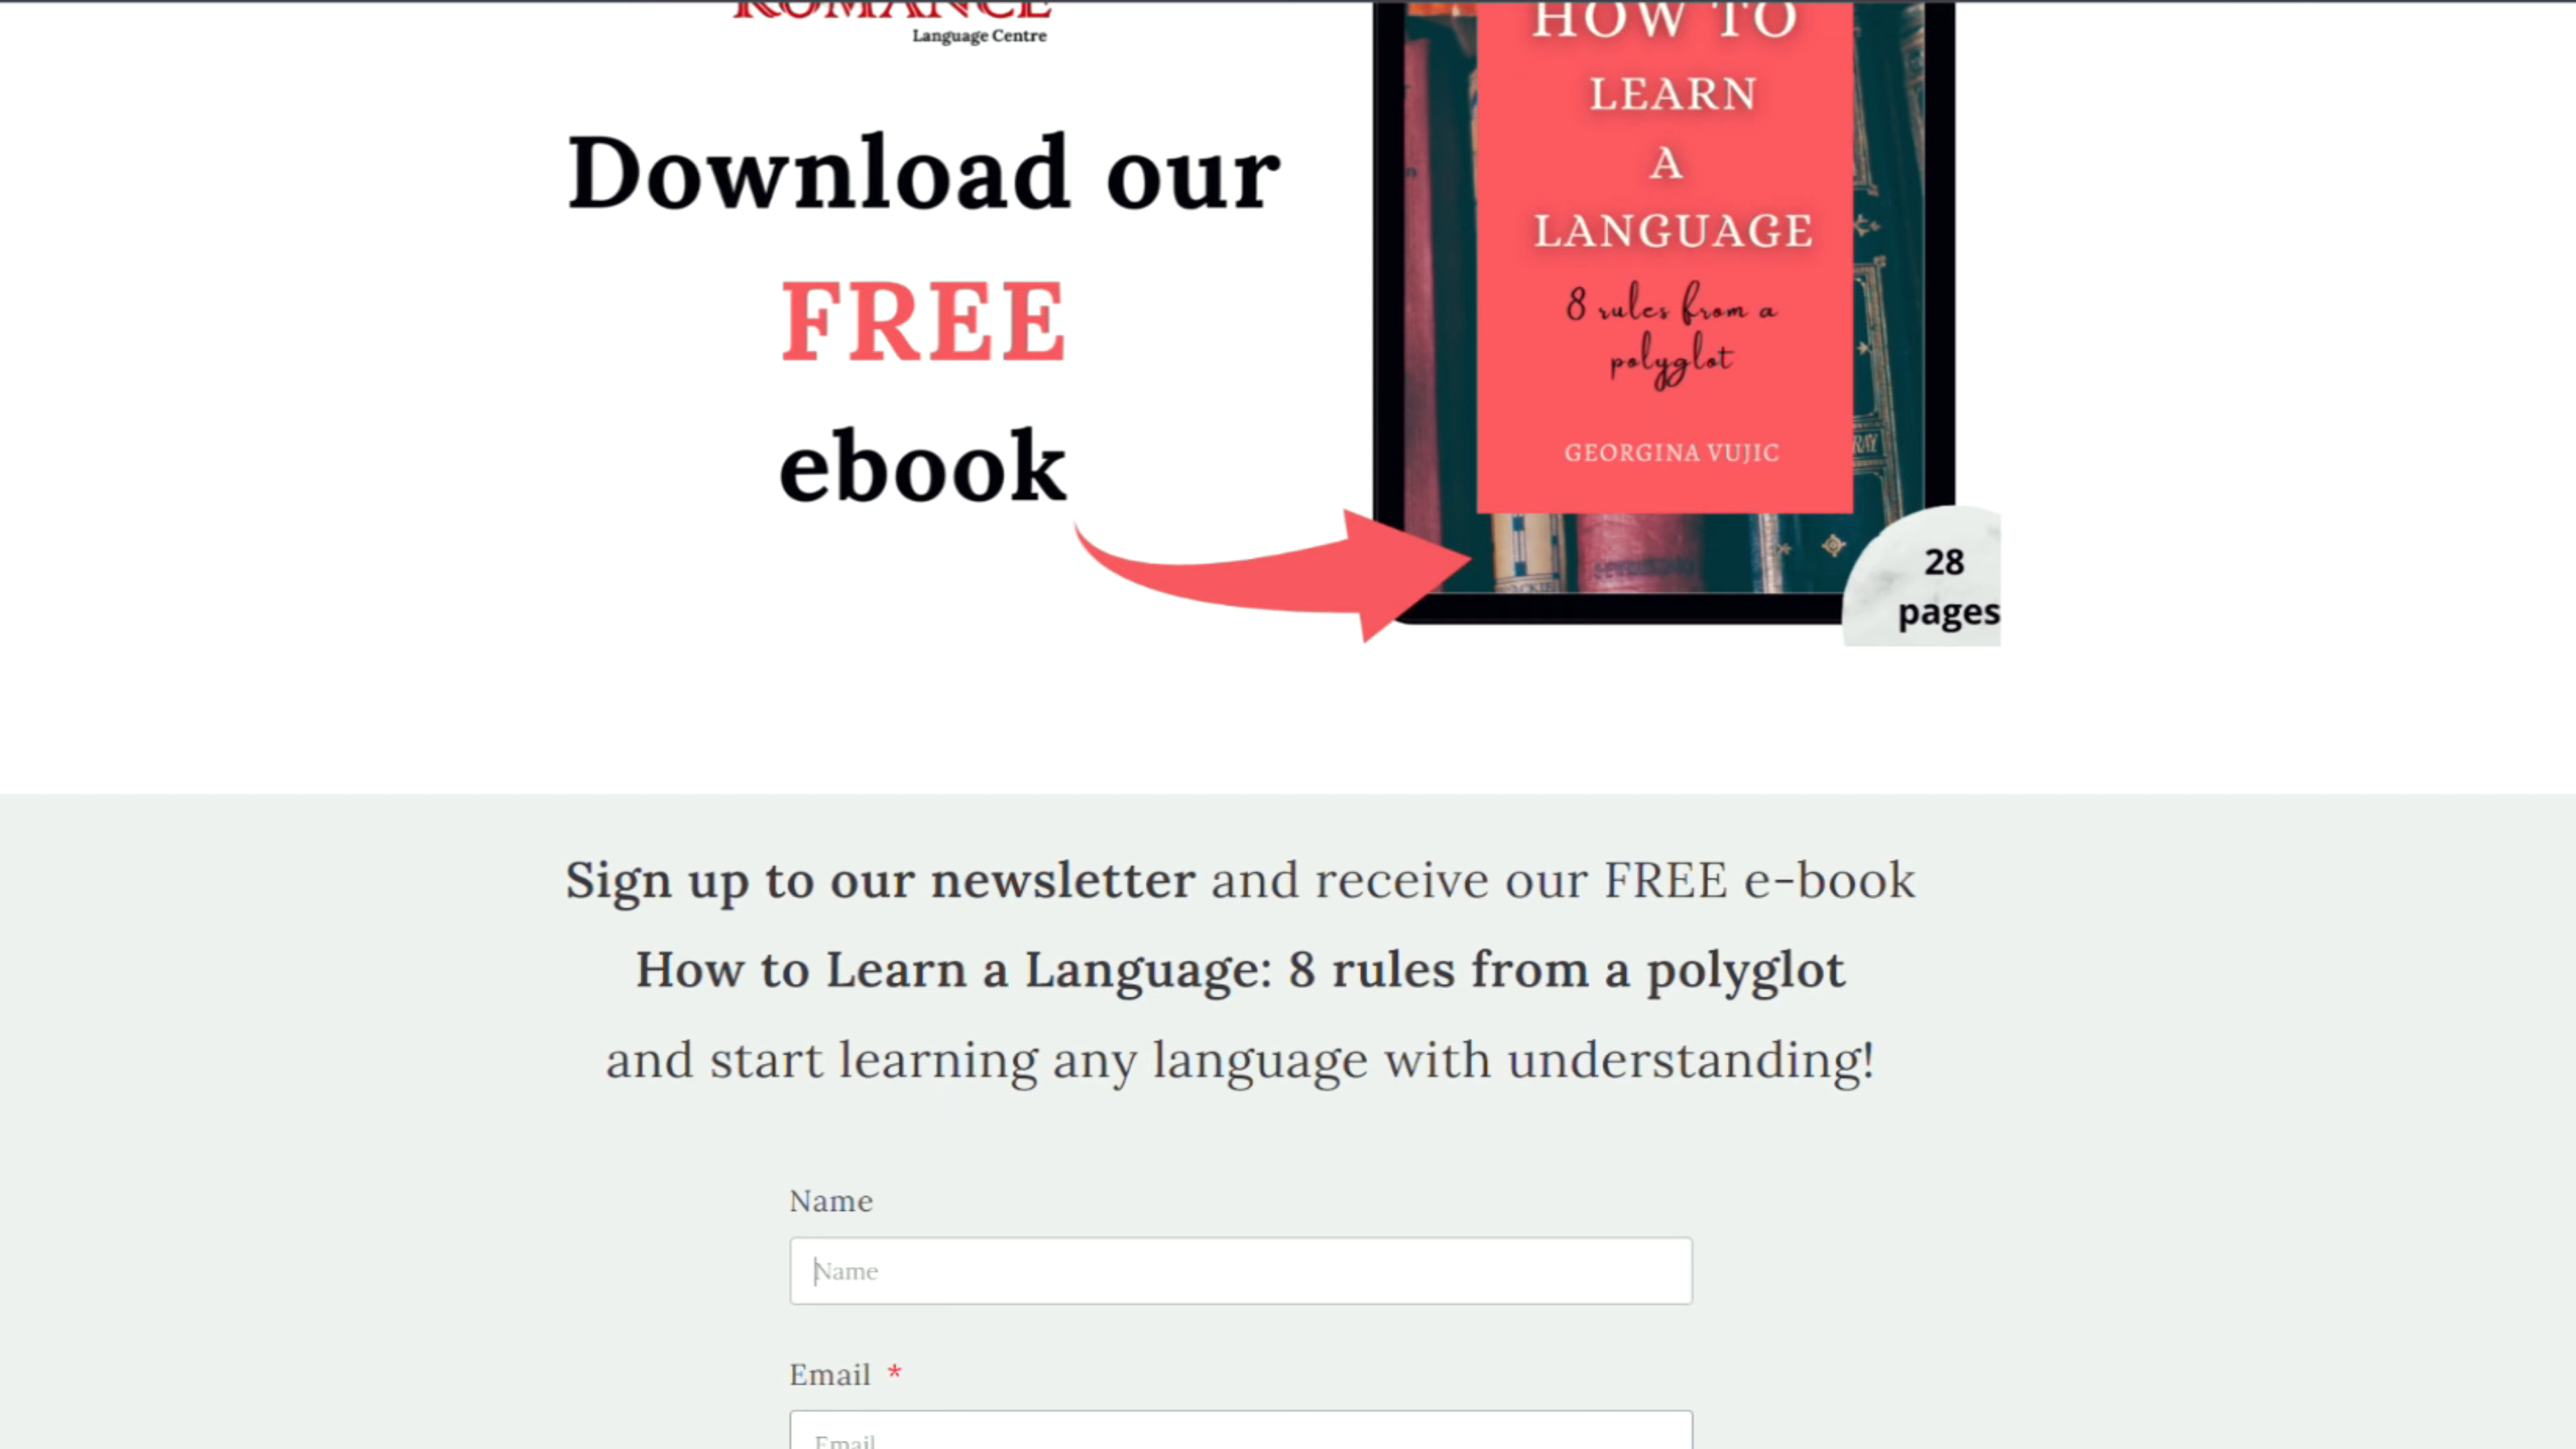 ROMANCE
Language Centre
Download our
FREE
ebook
HOW TO
LEARN
A
LANGUAGE
8 rules from a
polyglot
GEORGINA VUJIC
28
pages
Sign up to our newsletter and receive our FREE e-book
How to Learn a Language: 8 rules from a polyglot
and start learning any language with understanding!
Name
Name
Email *
Email